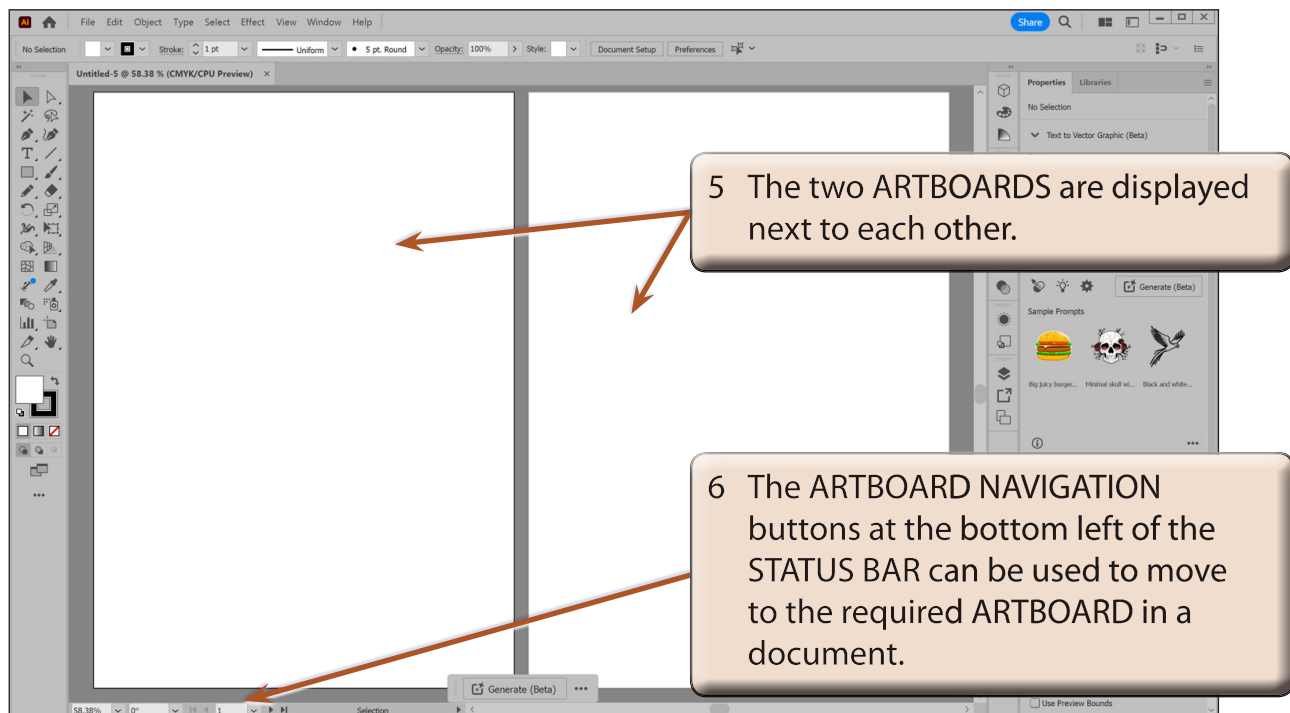 Ai File Edit Object Type Select Effect View Window Help Share
No Selection Stroke: 1 pt Uniform 5 pt. Round Opacity: 100% Style: Document Setup Preferences
Untitled-5 @ 58.38 % (CMYK/CPU Preview) ×
Properties Libraries
No Selection
Text to Vector Graphic (Beta)
5 The two ARTBOARDS are displayed
next to each other.
Generate (Beta)
Sample Prompts
Big juicy burger... Minimal skull wi... Black and white...
6 The ARTBOARD NAVIGATION
buttons at the bottom left of the
STATUS BAR can be used to move
to the required ARTBOARD in a
document.
Generate (Beta)
Use Preview Bounds
58.38% 0° 1 Selection